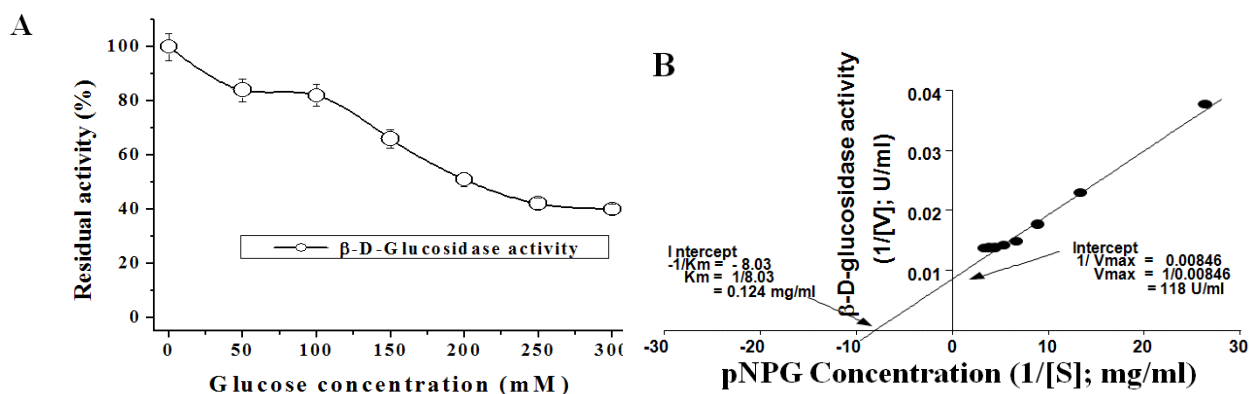 A
Residual activity (%)
100
80
60
40
20
0
β-D-Glucosidase activity
0 50 100 150 200 250 300
Glucose concentration (mM)
B
β-D-glucosidase activity
(1/[V]; U/ml)
0.04
0.03
0.02
0.01
Intercept
-1/Km = - 8.03
Km = 1/8.03
= 0.124 mg/ml
Intercept
1/ Vmax = 0.00846
Vmax = 1/0.00846
= 118 U/ml
-30 -20 -10 0 10 20 30
pNPG Concentration (1/[S]; mg/ml)